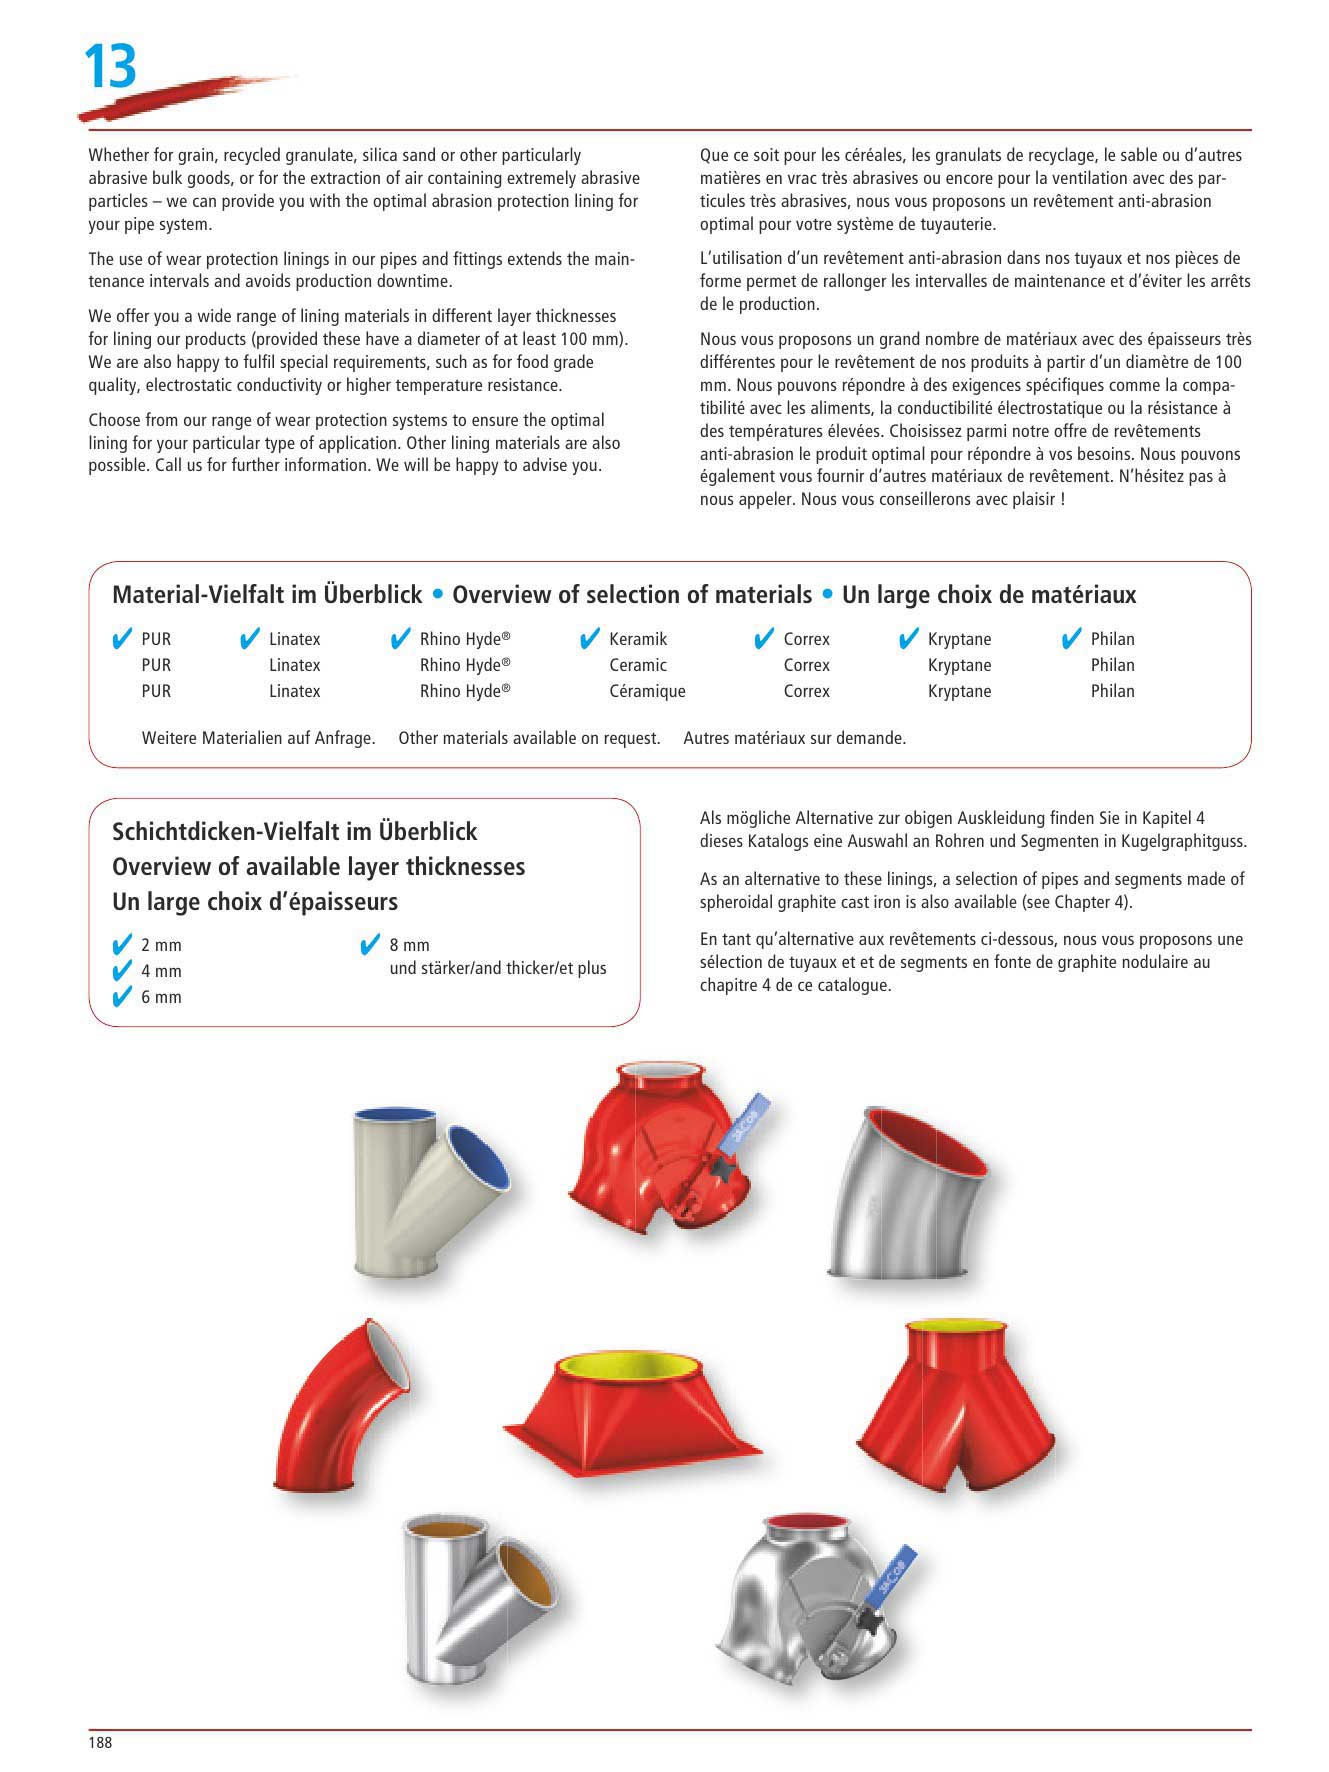 13
Whether for grain, recycled granulate, silica sand or other particularly
abrasive bulk goods, or for the extraction of air containing extremely abrasive
particles – we can provide you with the optimal abrasion protection lining for
your pipe system.
The use of wear protection linings in our pipes and fittings extends the main-
tenance intervals and avoids production downtime.
We offer you a wide range of lining materials in different layer thicknesses
for lining our products (provided these have a diameter of at least 100 mm).
We are also happy to fulfil special requirements, such as for food grade
quality, electrostatic conductivity or higher temperature resistance.
Choose from our range of wear protection systems to ensure the optimal
lining for your particular type of application. Other lining materials are also
possible. Call us for further information. We will be happy to advise you.
Que ce soit pour les céréales, les granulats de recyclage, le sable ou d’autres
matières en vrac très abrasives ou encore pour la ventilation avec des par-
ticules très abrasives, nous vous proposons un revêtement anti-abrasion
optimal pour votre système de tuyauterie.
L’utilisation d’un revêtement anti-abrasion dans nos tuyaux et nos pièces de
forme permet de rallonger les intervalles de maintenance et d’éviter les arrêts
de le production.
Nous vous proposons un grand nombre de matériaux avec des épaisseurs très
différentes pour le revêtement de nos produits à partir d’un diamètre de 100
mm. Nous pouvons répondre à des exigences spécifiques comme la compa-
tibilité avec les aliments, la conductibilité électrostatique ou la résistance à
des températures élevées. Choisissez parmi notre offre de revêtements
anti-abrasion le produit optimal pour répondre à vos besoins. Nous pouvons
également vous fournir d’autres matériaux de revêtement. N’hésitez pas à
nous appeler. Nous vous conseillerons avec plaisir !
Material-Vielfalt im Überblick • Overview of selection of materials • Un large choix de matériaux
✔ PUR ✔ Linatex ✔ Rhino Hyde® ✔ Keramik ✔ Correx ✔ Kryptane ✔ Philan
PUR Linatex Rhino Hyde® Ceramic Correx Kryptane Philan
PUR Linatex Rhino Hyde® Céramique Correx Kryptane Philan
Weitere Materialien auf Anfrage. Other materials available on request. Autres matériaux sur demande.
Schichtdicken-Vielfalt im Überblick
Overview of available layer thicknesses
Un large choix d’épaisseurs
✔ 2 mm ✔ 8 mm
✔ 4 mm und stärker/and thicker/et plus
✔ 6 mm
Als mögliche Alternative zur obigen Auskleidung finden Sie in Kapitel 4
dieses Katalogs eine Auswahl an Rohren und Segmenten in Kugelgraphitguss.
As an alternative to these linings, a selection of pipes and segments made of
spheroidal graphite cast iron is also available (see Chapter 4).
En tant qu’alternative aux revêtements ci-dessous, nous vous proposons une
sélection de tuyaux et et de segments en fonte de graphite nodulaire au
chapitre 4 de ce catalogue.
JACOB
JACOB
188